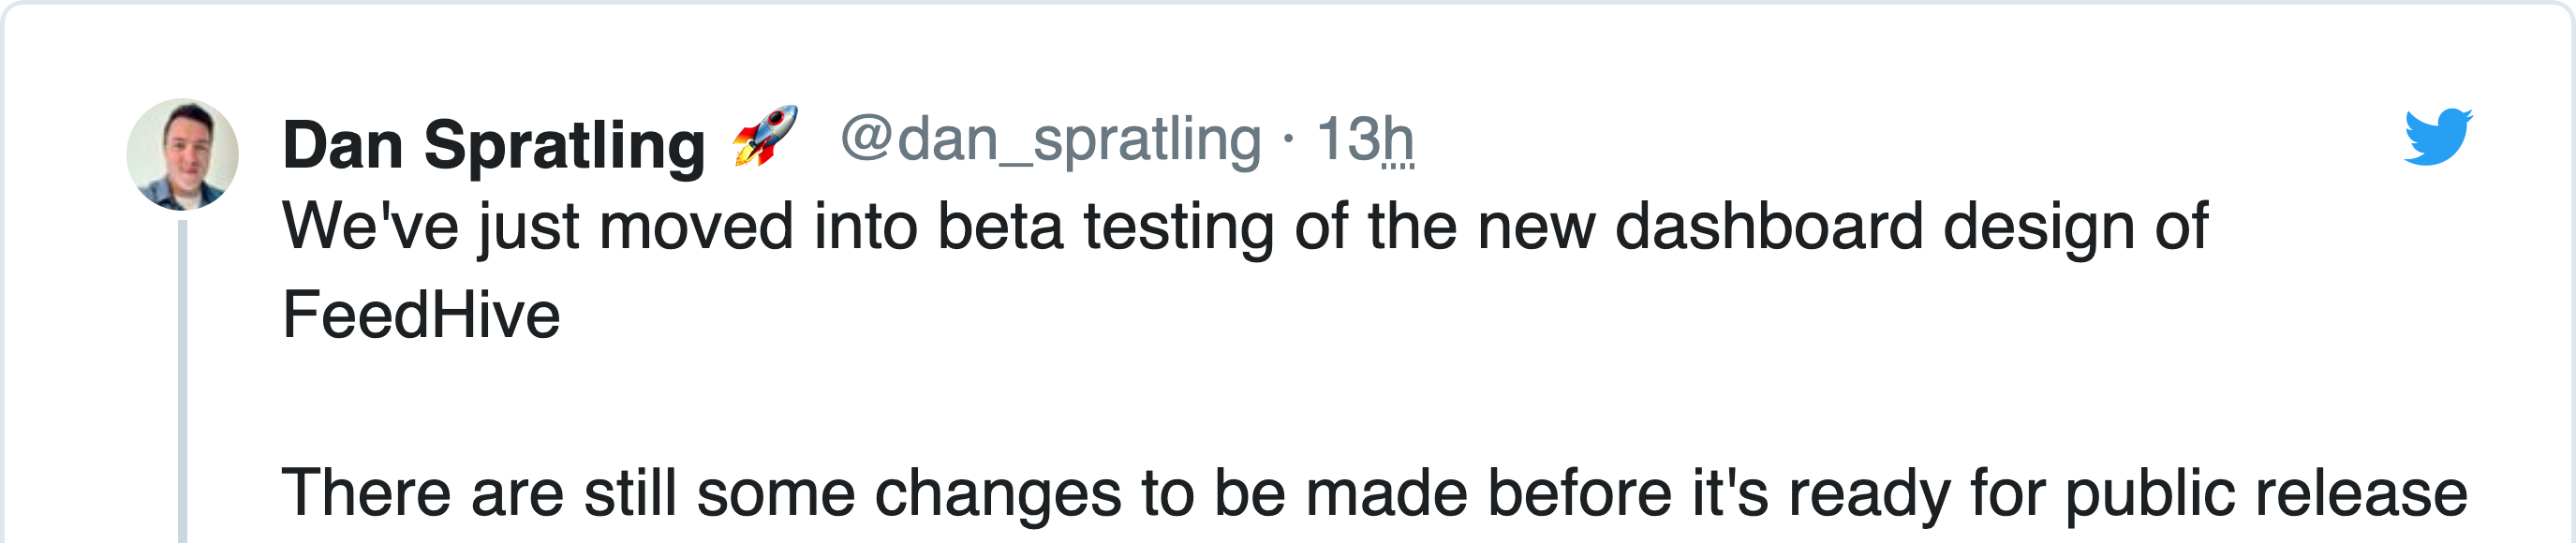 Dan Spratling 🚀 @dan_spratling · 13h
We've just moved into beta testing of the new dashboard design of
FeedHive
There are still some changes to be made before it's ready for public release